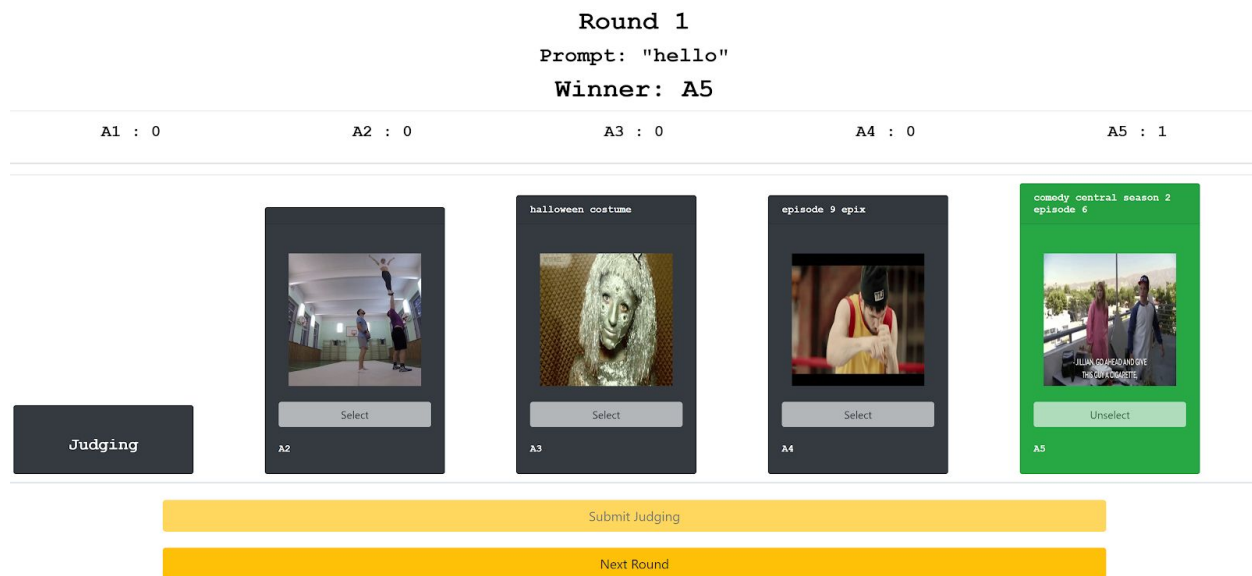 Round 1
Prompt: "hello"
Winner: A5
A1 : 0
A2 : 0
A3 : 0
A4 : 0
A5 : 1
Judging
Select
A2
halloween costume
Select
A3
episode 9 epix
Select
A4
comedy central season 2
episode 6
JILLIAN, GO AHEAD AND GIVE
THIS GUY A CIGARETTE.
Unselect
A5
Submit Judging
Next Round